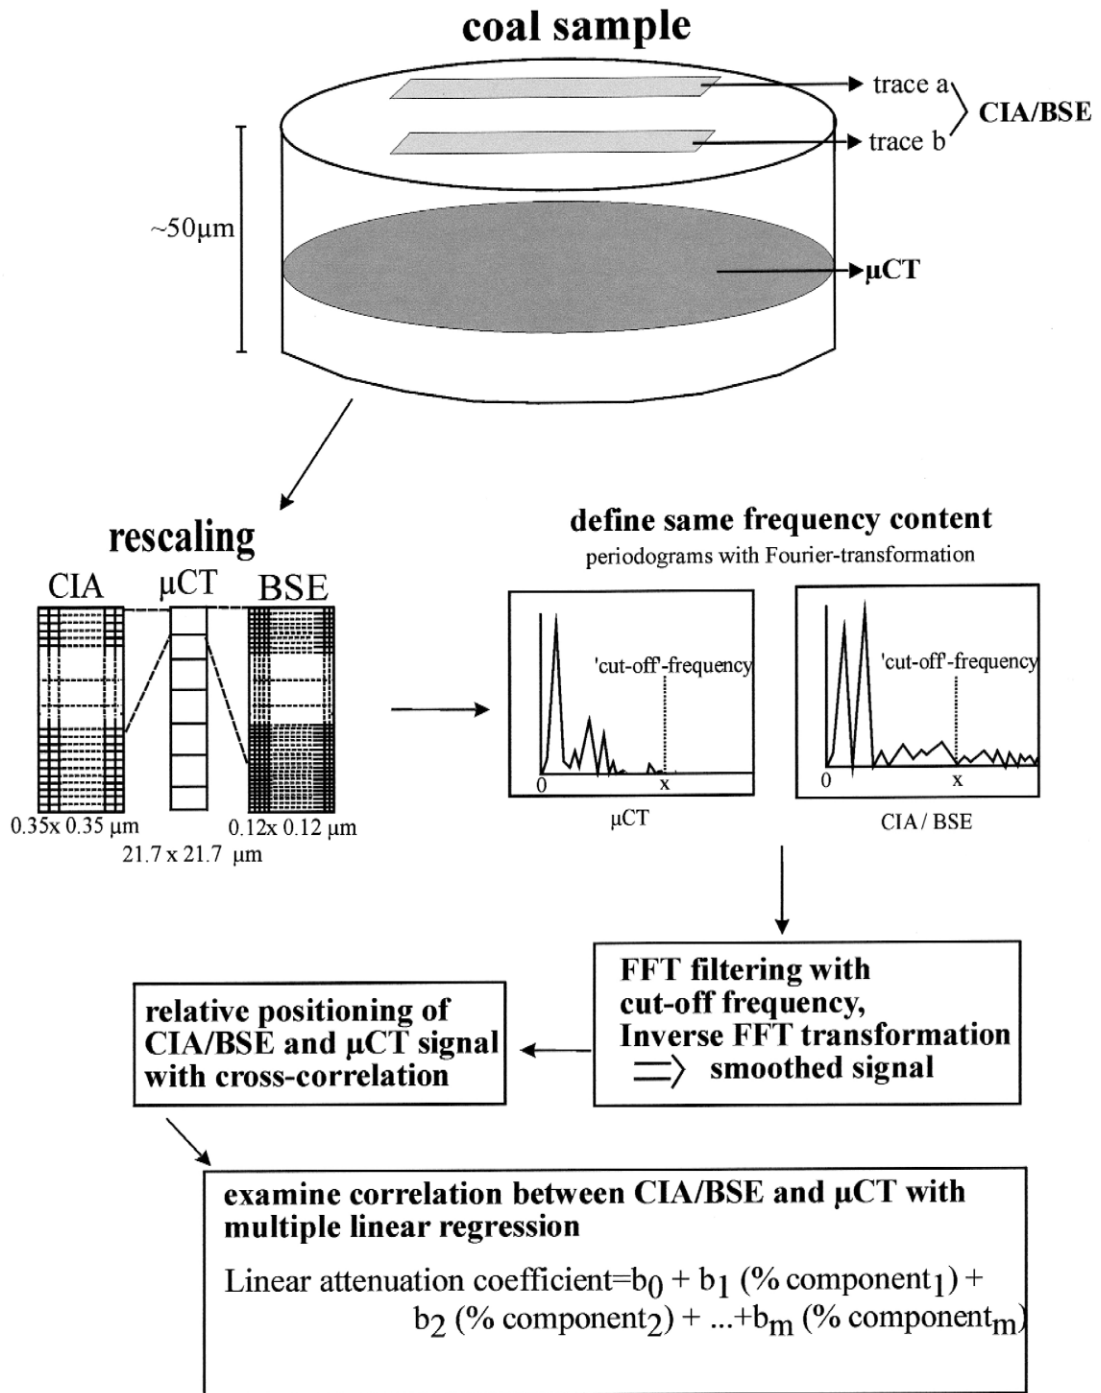 coal sample
trace a
CIA/BSE
trace b
~50μm
μCT
rescaling
CIA μCT BSE
0.35x 0.35 μm
0.12x 0.12 μm
21.7 x 21.7 μm
define same frequency content
periodograms with Fourier-transformation
'cut-off'-frequency
0 x
μCT
'cut-off'-frequency
0 x
CIA / BSE
FFT filtering with
cut-off frequency,
Inverse FFT transformation
⇒ smoothed signal
relative positioning of
CIA/BSE and μCT signal
with cross-correlation
examine correlation between CIA/BSE and μCT with
multiple linear regression
Linear attenuation coefficient=b0 + b1 (% component1) +
b2 (% component2) + ...+bm (% componentm)